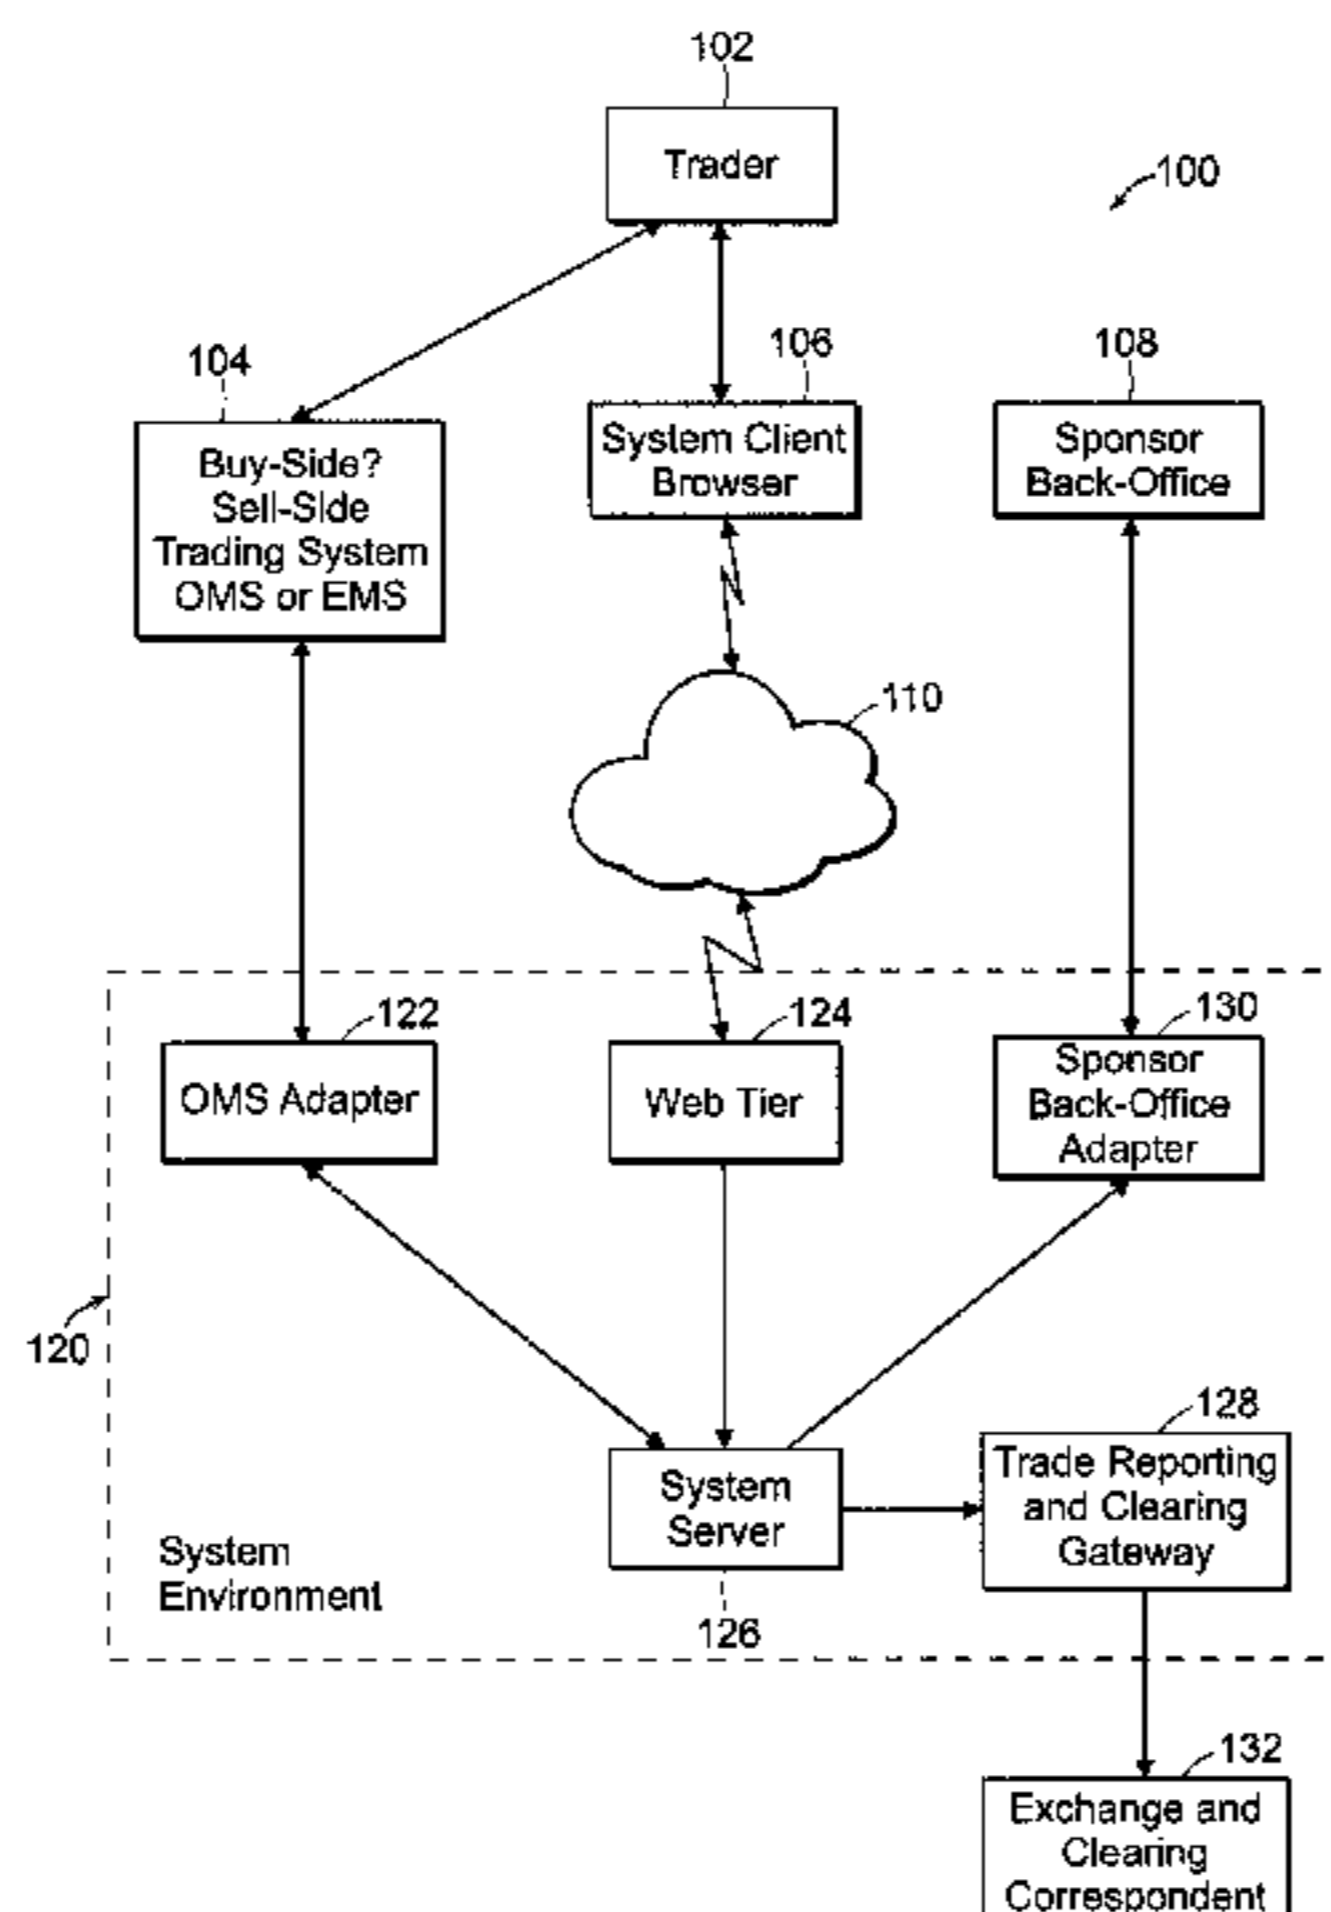 102
Trader
100
104
106
108
Buy-Side?
Sell-Side
Trading System
OMS or EMS
System Client
Browser
Sponsor
Back-Office
110
122
124
130
OMS Adapter
Web Tier
Sponsor
Back-Office
Adapter
120
128
System
Server
Trade Reporting
and Clearing
Gateway
System
Environment
126
132
Exchange and
Clearing
Correspondent